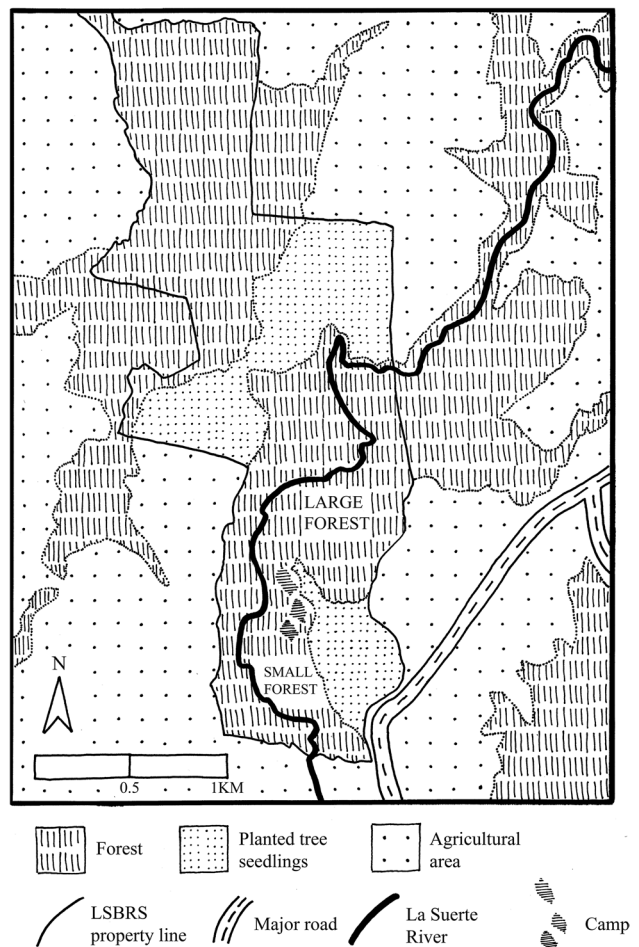 LARGE
FOREST
SMALL
FOREST
N
0.5
1KM
Forest
Planted tree
seedlings
Agricultural
area
LSBRS
property line
Major road
La Suerte
River
Camp